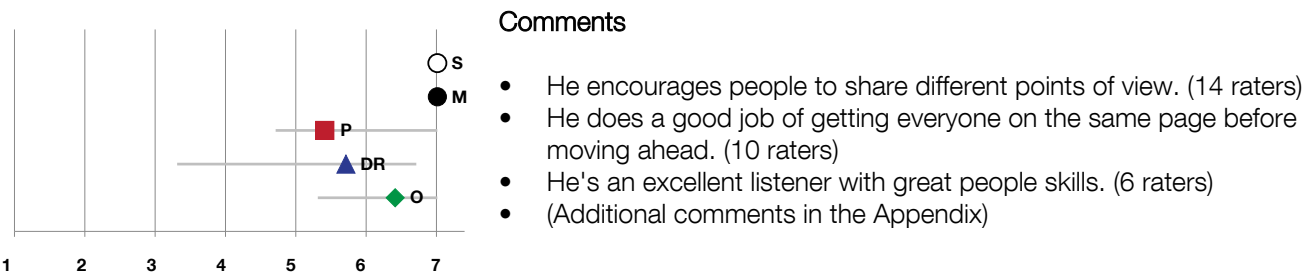 Comments
S
M
P
DR
O
1 2 3 4 5 6 7
• He encourages people to share different points of view. (14 raters)
• He does a good job of getting everyone on the same page before
moving ahead. (10 raters)
• He's an excellent listener with great people skills. (6 raters)
• (Additional comments in the Appendix)